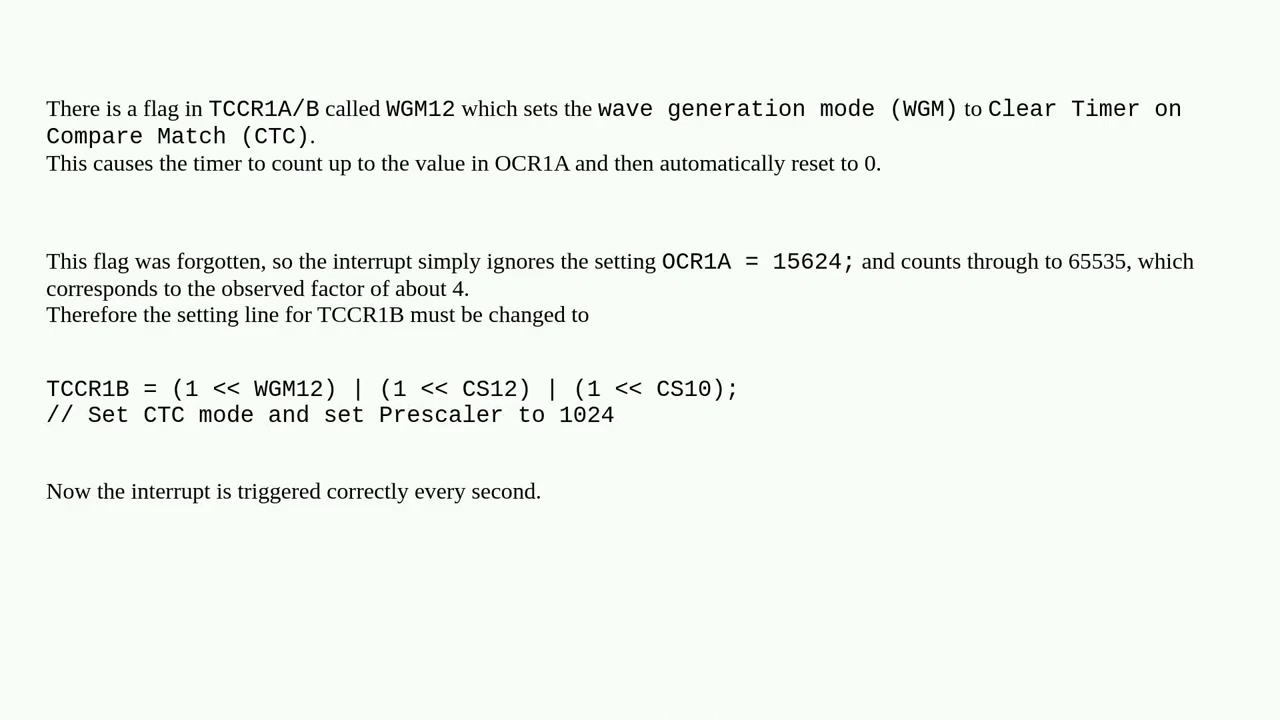 There is a flag in TCCR1A/B called WGM12 which sets the wave generation mode (WGM) to Clear Timer on
Compare Match (CTC).
This causes the timer to count up to the value in OCR1A and then automatically reset to 0.
This flag was forgotten, so the interrupt simply ignores the setting OCR1A = 15624; and counts through to 65535, which
corresponds to the observed factor of about 4.
Therefore the setting line for TCCR1B must be changed to
TCCR1B = (1 << WGM12) | (1 << CS12) | (1 << CS10);
// Set CTC mode and set Prescaler to 1024
Now the interrupt is triggered correctly every second.